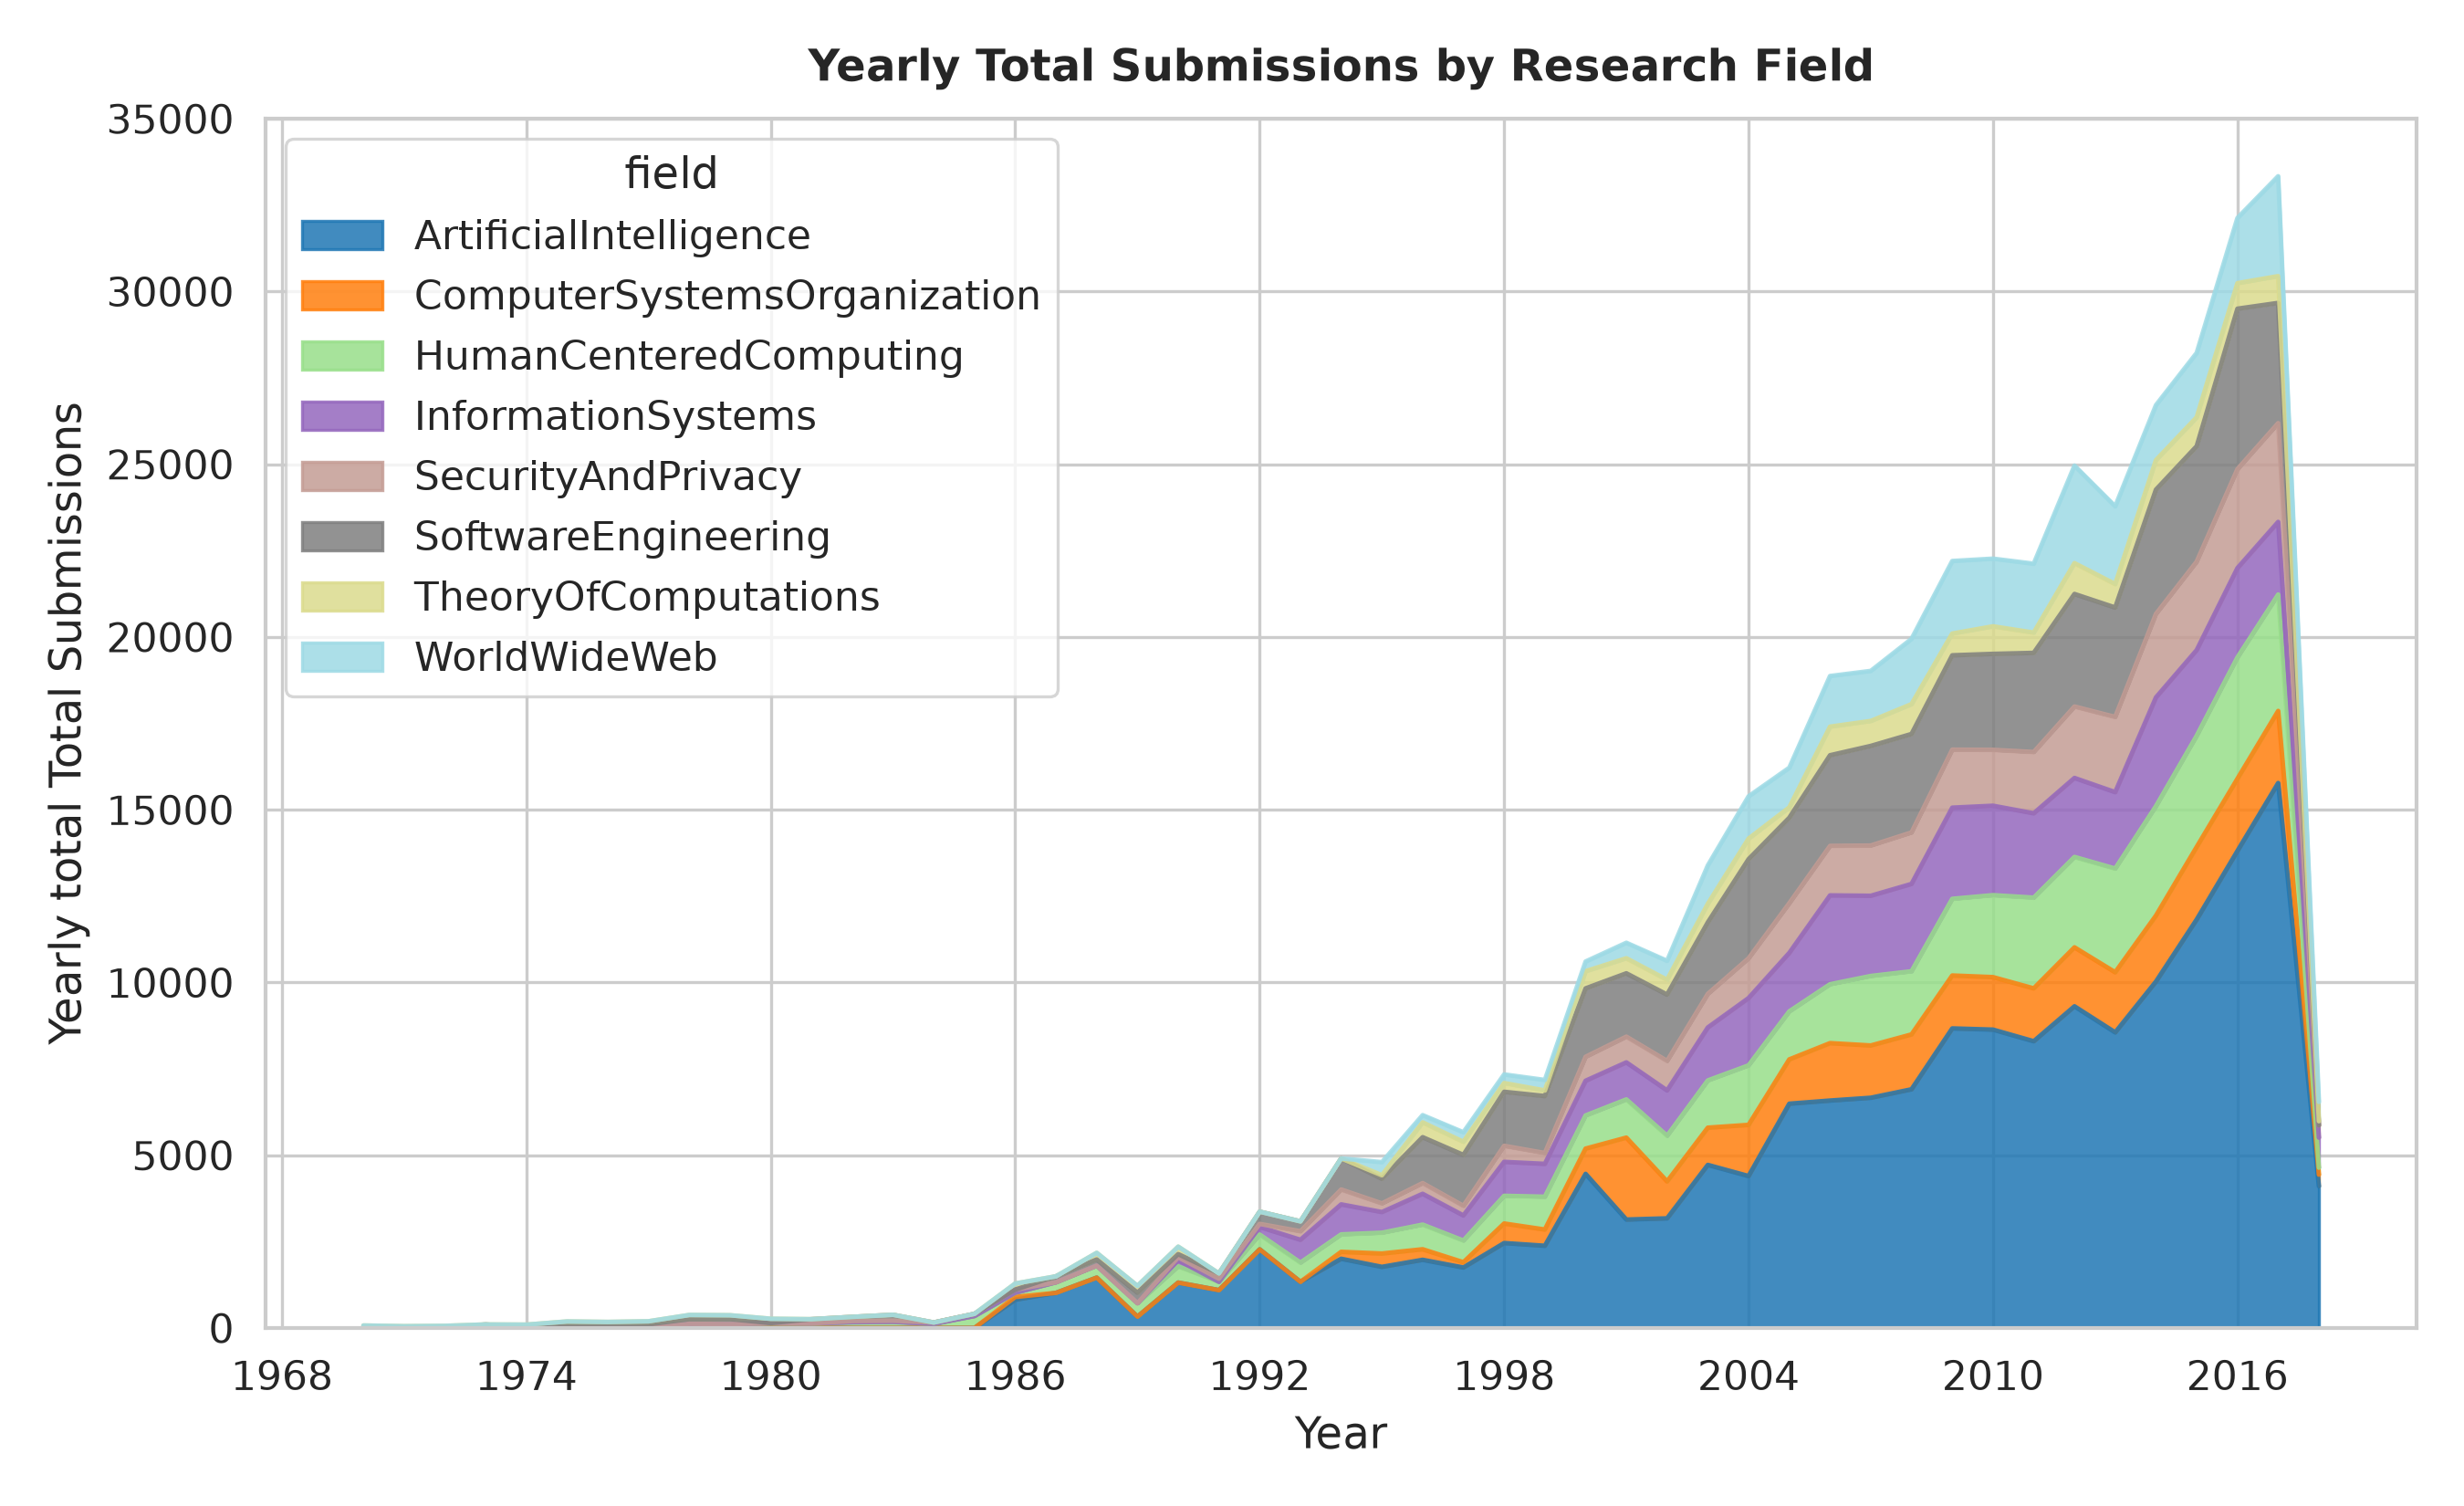 Yearly Total Submissions by Research Field
35000
30000
25000
20000
15000
10000
5000
0
Yearly total Total Submissions
field
ArtificialIntelligence
ComputerSystemsOrganization
HumanCenteredComputing
InformationSystems
SecurityAndPrivacy
SoftwareEngineering
TheoryOfComputations
WorldWideWeb
1968 1974 1980 1986 1992 1998 2004 2010 2016
Year